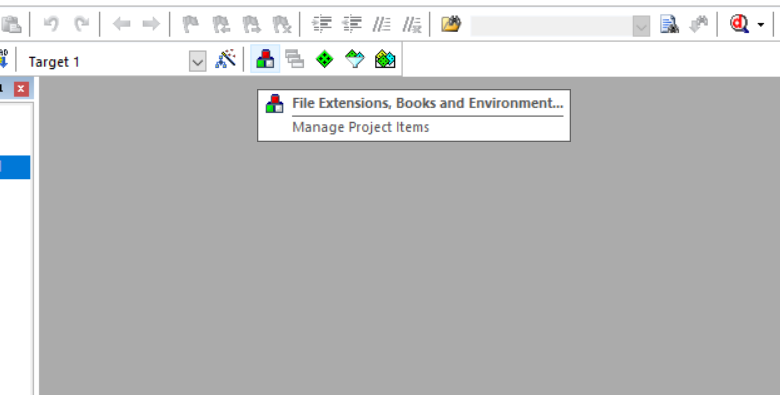 Target 1
File Extensions, Books and Environment...
Manage Project Items